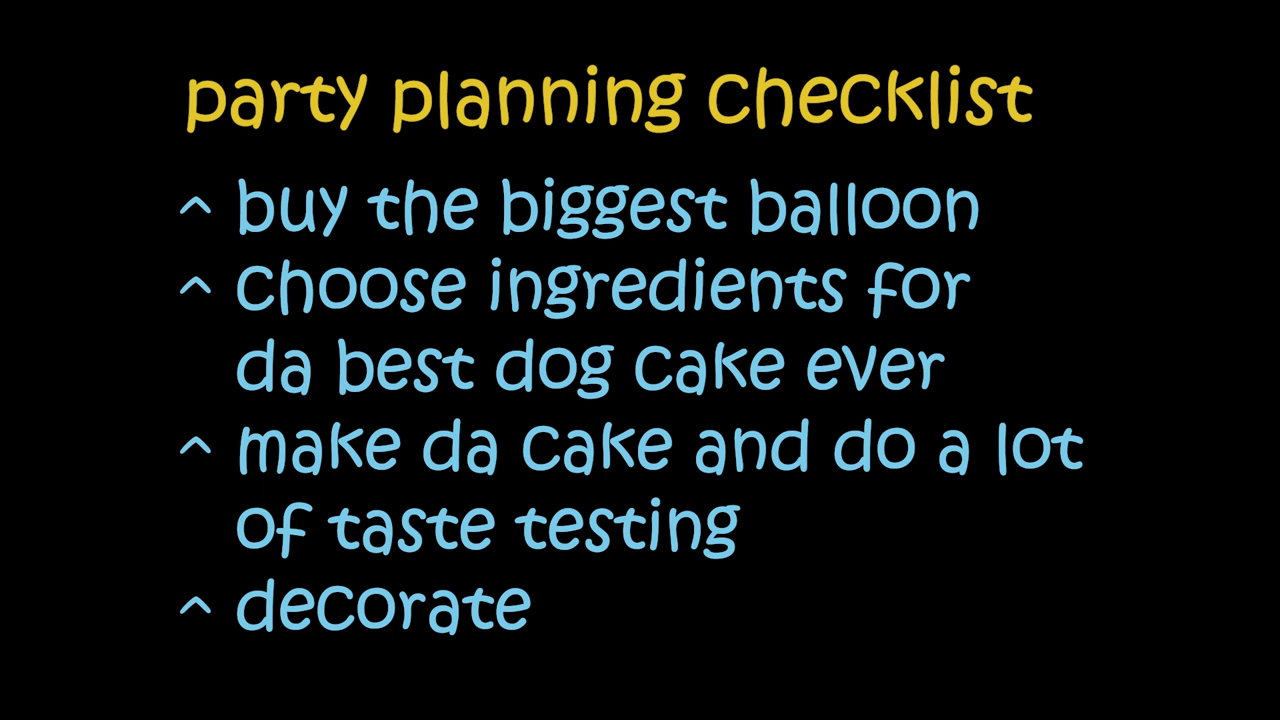 party planning checklist
^ buy the biggest balloon
^ choose ingredients for
da best dog cake ever
^ make da cake and do a lot
of taste testing
^ decorate